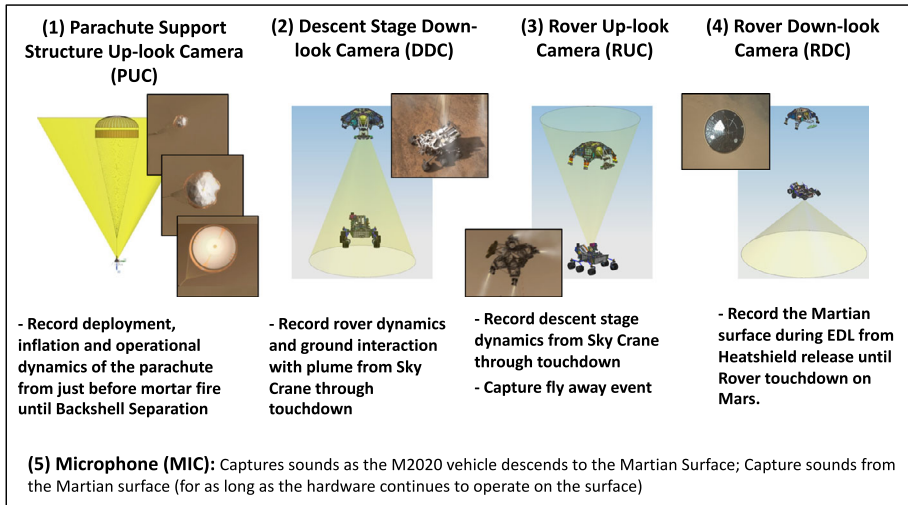 (1) Parachute Support
Structure Up-look Camera
(PUC)
(2) Descent Stage Down-
look Camera (DDC)
(3) Rover Up-look
Camera (RUC)
(4) Rover Down-look
Camera (RDC)
- Record deployment,
inflation and operational
dynamics of the parachute
from just before mortar fire
until Backshell Separation
- Record rover dynamics
and ground interaction
with plume from Sky
Crane through
touchdown
- Record descent stage
dynamics from Sky Crane
through touchdown
- Capture fly away event
- Record the Martian
surface during EDL from
Heatshield release until
Rover touchdown on
Mars.
(5) Microphone (MIC): Captures sounds as the M2020 vehicle descends to the Martian Surface; Capture sounds from
the Martian surface (for as long as the hardware continues to operate on the surface)